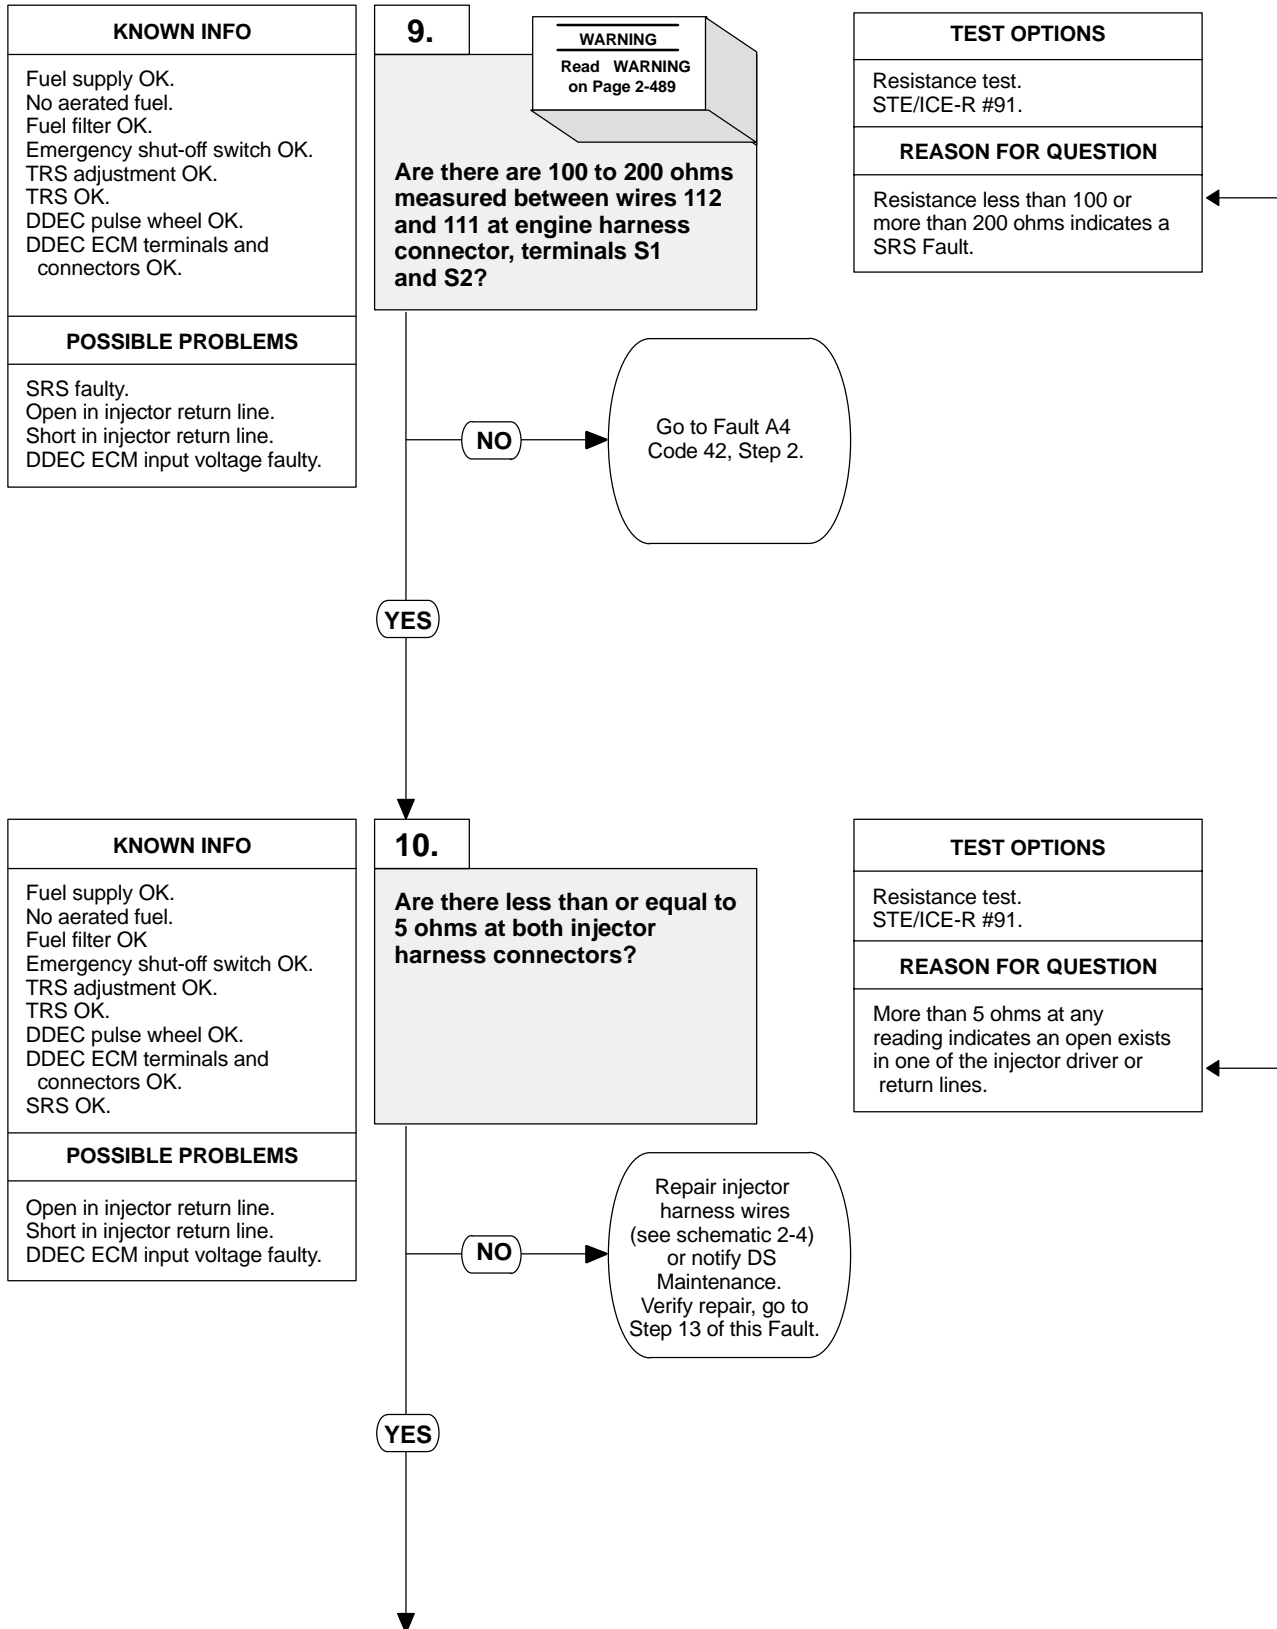 KNOWN INFO
Fuel supply OK.
No aerated fuel.
Fuel filter OK.
Emergency shut-off switch OK.
TRS adjustment OK.
TRS OK.
DDEC pulse wheel OK.
DDEC ECM terminals and
connectors OK.
POSSIBLE PROBLEMS
SRS faulty.
Open in injector return line.
Short in injector return line.
DDEC ECM input voltage faulty.
9.
WARNING
Read WARNING
on Page 2-489
Are there are 100 to 200 ohms
measured between wires 112
and 111 at engine harness
connector, terminals S1
and S2?
TEST OPTIONS
Resistance test.
STE/ICE-R #91.
REASON FOR QUESTION
Resistance less than 100 or
more than 200 ohms indicates a
SRS Fault.
NO
Go to Fault A4
Code 42, Step 2.
YES
KNOWN INFO
Fuel supply OK.
No aerated fuel.
Fuel filter OK
Emergency shut-off switch OK.
TRS adjustment OK.
TRS OK.
DDEC pulse wheel OK.
DDEC ECM terminals and
connectors OK.
SRS OK.
POSSIBLE PROBLEMS
Open in injector return line.
Short in injector return line.
DDEC ECM input voltage faulty.
10.
Are there less than or equal to
5 ohms at both injector
harness connectors?
TEST OPTIONS
Resistance test.
STE/ICE-R #91.
REASON FOR QUESTION
More than 5 ohms at any
reading indicates an open exists
in one of the injector driver or
return lines.
NO
Repair injector
harness wires
(see schematic 2-4)
or notify DS
Maintenance.
Verify repair, go to
Step 13 of this Fault.
YES